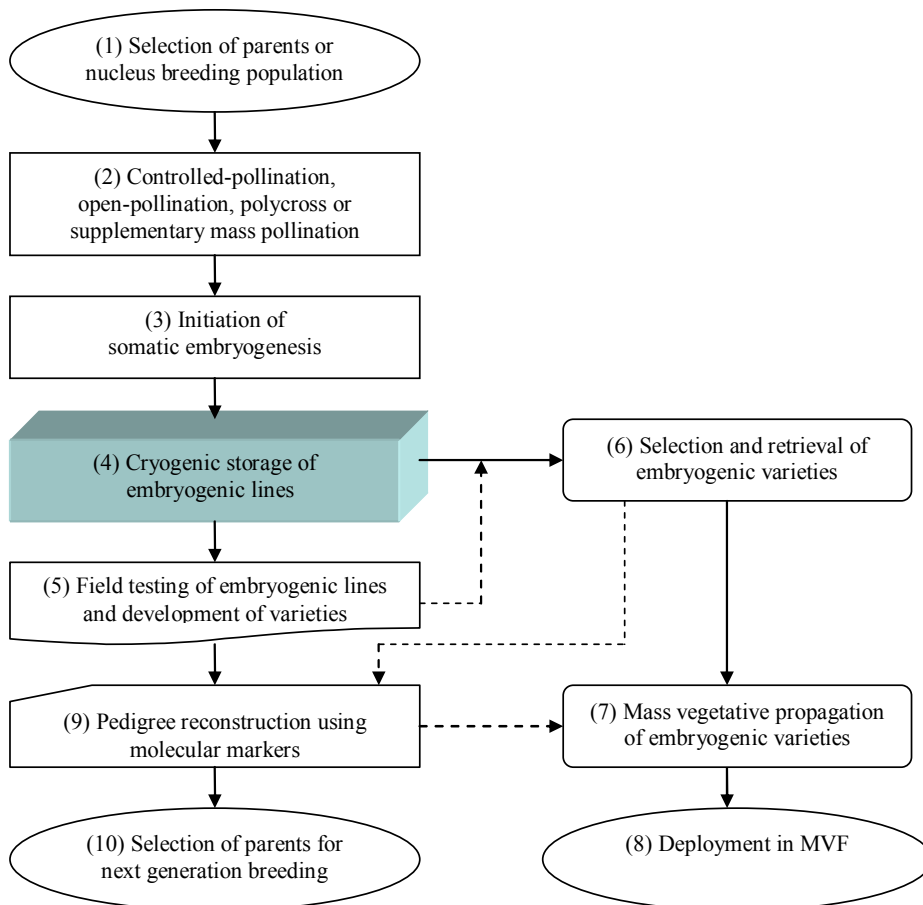 (1) Selection of parents or
nucleus breeding population
(2) Controlled-pollination,
open-pollination, polycross or
supplementary mass pollination
(3) Initiation of
somatic embryogenesis
(4) Cryogenic storage of
embryogenic lines
(6) Selection and retrieval of
embryogenic varieties
(5) Field testing of embryogenic lines
and development of varieties
(9) Pedigree reconstruction using
molecular markers
(7) Mass vegetative propagation
of embryogenic varieties
(10) Selection of parents for
next generation breeding
(8) Deployment in MVF